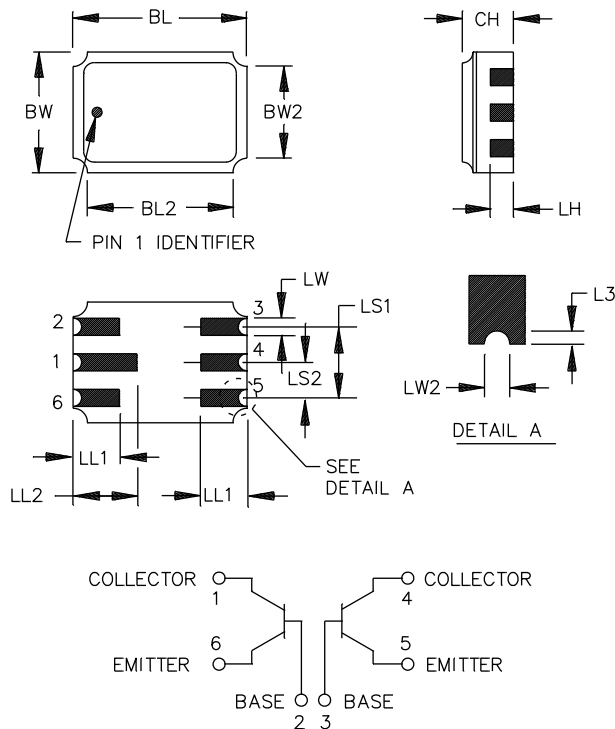 BL
CH
BW
BW2
BL2
LH
PIN 1 IDENTIFIER
LW
LS1
L3
2
3
1
4
LS2
6
5
LW2
DETAIL A
LL1
LL2
LL1
SEE
DETAIL A
COLLECTOR
1
COLLECTOR
4
6
EMITTER
5
EMITTER
BASE
2
3
BASE